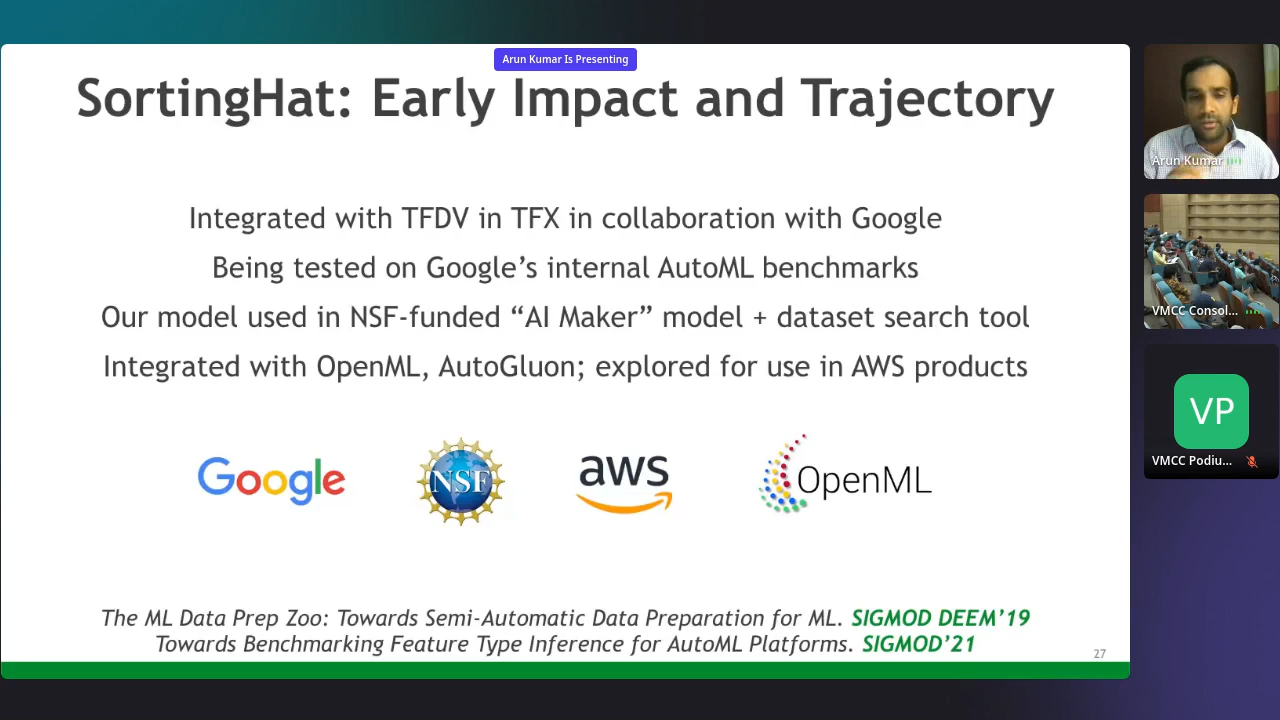 Arun Kumar Is Presenting
SortingHat: Early Impact and Trajectory
Integrated with TFDV in TFX in collaboration with Google
Being tested on Google’s internal AutoML benchmarks
Our model used in NSF-funded “AI Maker” model + dataset search tool
Integrated with OpenML, AutoGluon; explored for use in AWS products
Google
NSF
aws
OpenML
The ML Data Prep Zoo: Towards Semi-Automatic Data Preparation for ML. SIGMOD DEEM’19
Towards Benchmarking Feature Type Inference for AutoML Platforms. SIGMOD’21
27
Arun Kumar
VMCC Consol...
VP
VMCC Podiu...